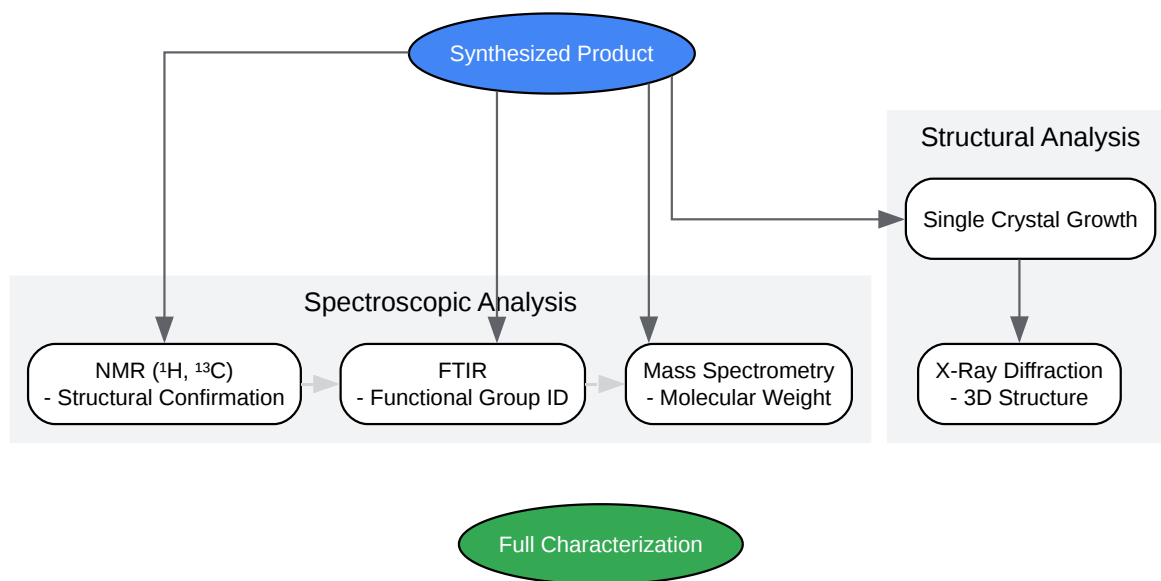 Synthesized Product
Structural Analysis
Single Crystal Growth
Spectroscopic Analysis
NMR (¹H, ¹³C)
- Structural Confirmation
FTIR
- Functional Group ID
Mass Spectrometry
- Molecular Weight
X-Ray Diffraction
- 3D Structure
Full Characterization